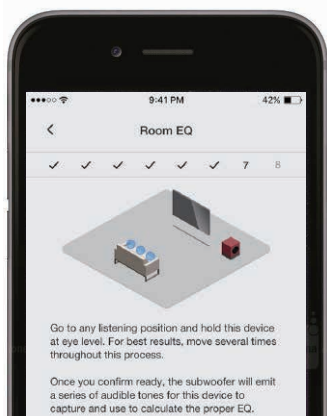 9:41 PM 42%
Room EQ
7 8
Go to any listening position and hold this device
at eye level. For best results, move several times
throughout this process.
Once you confirm ready, the subwoofer will emit
a series of audible tones for this device to
capture and use to calculate the proper EQ.